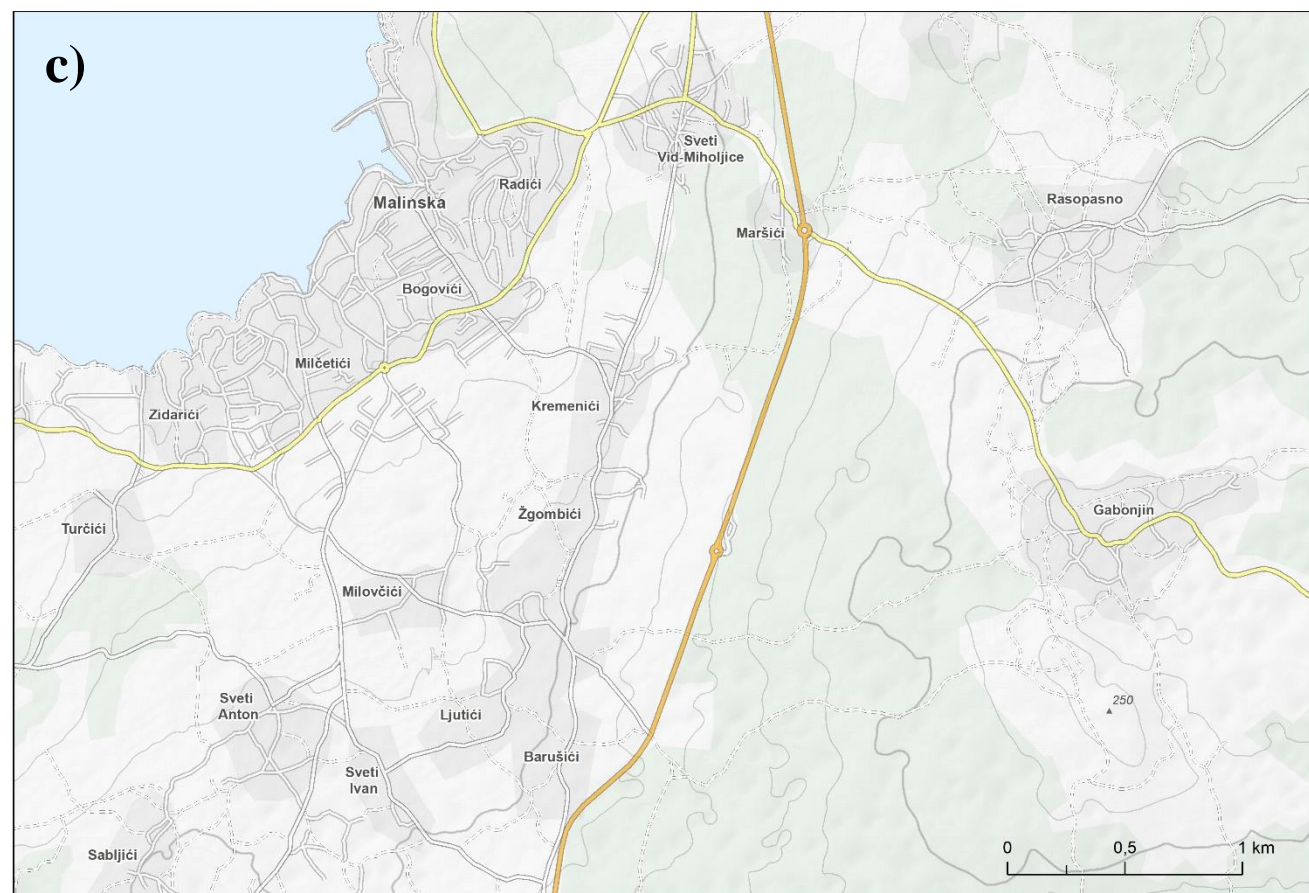 c)
Sveti
Vid-Miholjice
Radići
Malinska
Rasopasno
Maršići
Bogovići
Milčetići
Zidarići
Kremenići
Gabonjin
Žgombići
Turčići
Milovčići
Sveti
Anton
Ljutići
250
Barušići
Sveti
Ivan
Sabljići
0 0,5 1 km